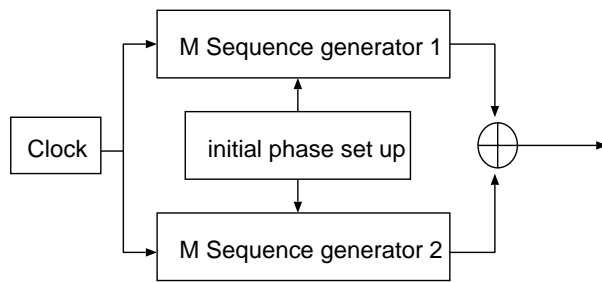 M Sequence generator 1
Clock
initial phase set up
M Sequence generator 2